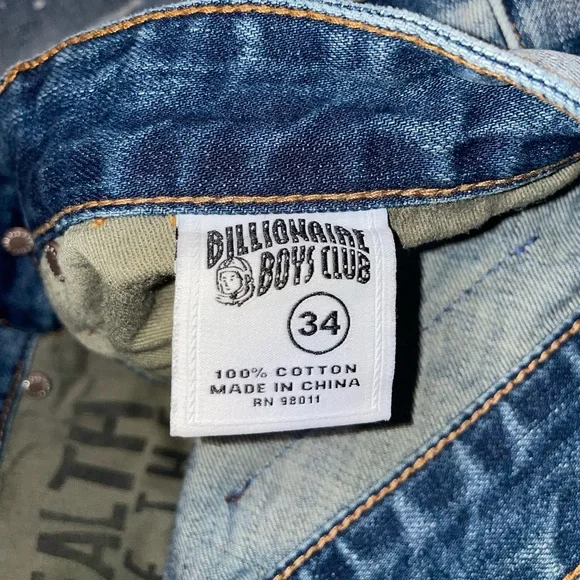 BILLIONAIRE
BOYS CLUB
34
100% COTTON
MADE IN CHINA
RN 98011